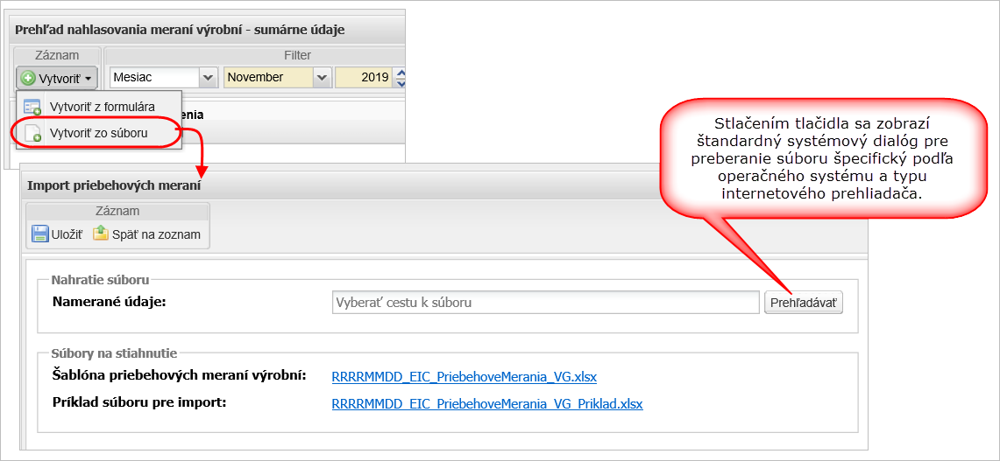 Prehľad nahlasovania meraní výrobní - sumárne údaje
Záznam
Filter
Vytvoriť
Mesiac
November
2019
Vytvoriť z formulára
enia
Vytvoriť zo súboru
Stlačením tlačidla sa zobrazí
štandardný systémový dialóg pre
preberanie súboru špecifický podľa
operačného systému a typu
internetového prehliadača.
Import priebehových meraní
Záznam
Uložiť
Späť na zoznam
Nahratie súboru
Namerané údaje:
Vyberať cestu k súboru
Prehľadávať
Súbory na stiahnutie
Šablóna priebehových meraní výrobní:
RRRRMMDD_EIC_PriebehoveMerania_VG.xlsx
Príklad súboru pre import:
RRRRMMDD_EIC_PriebehoveMerania_VG_Priklad.xlsx